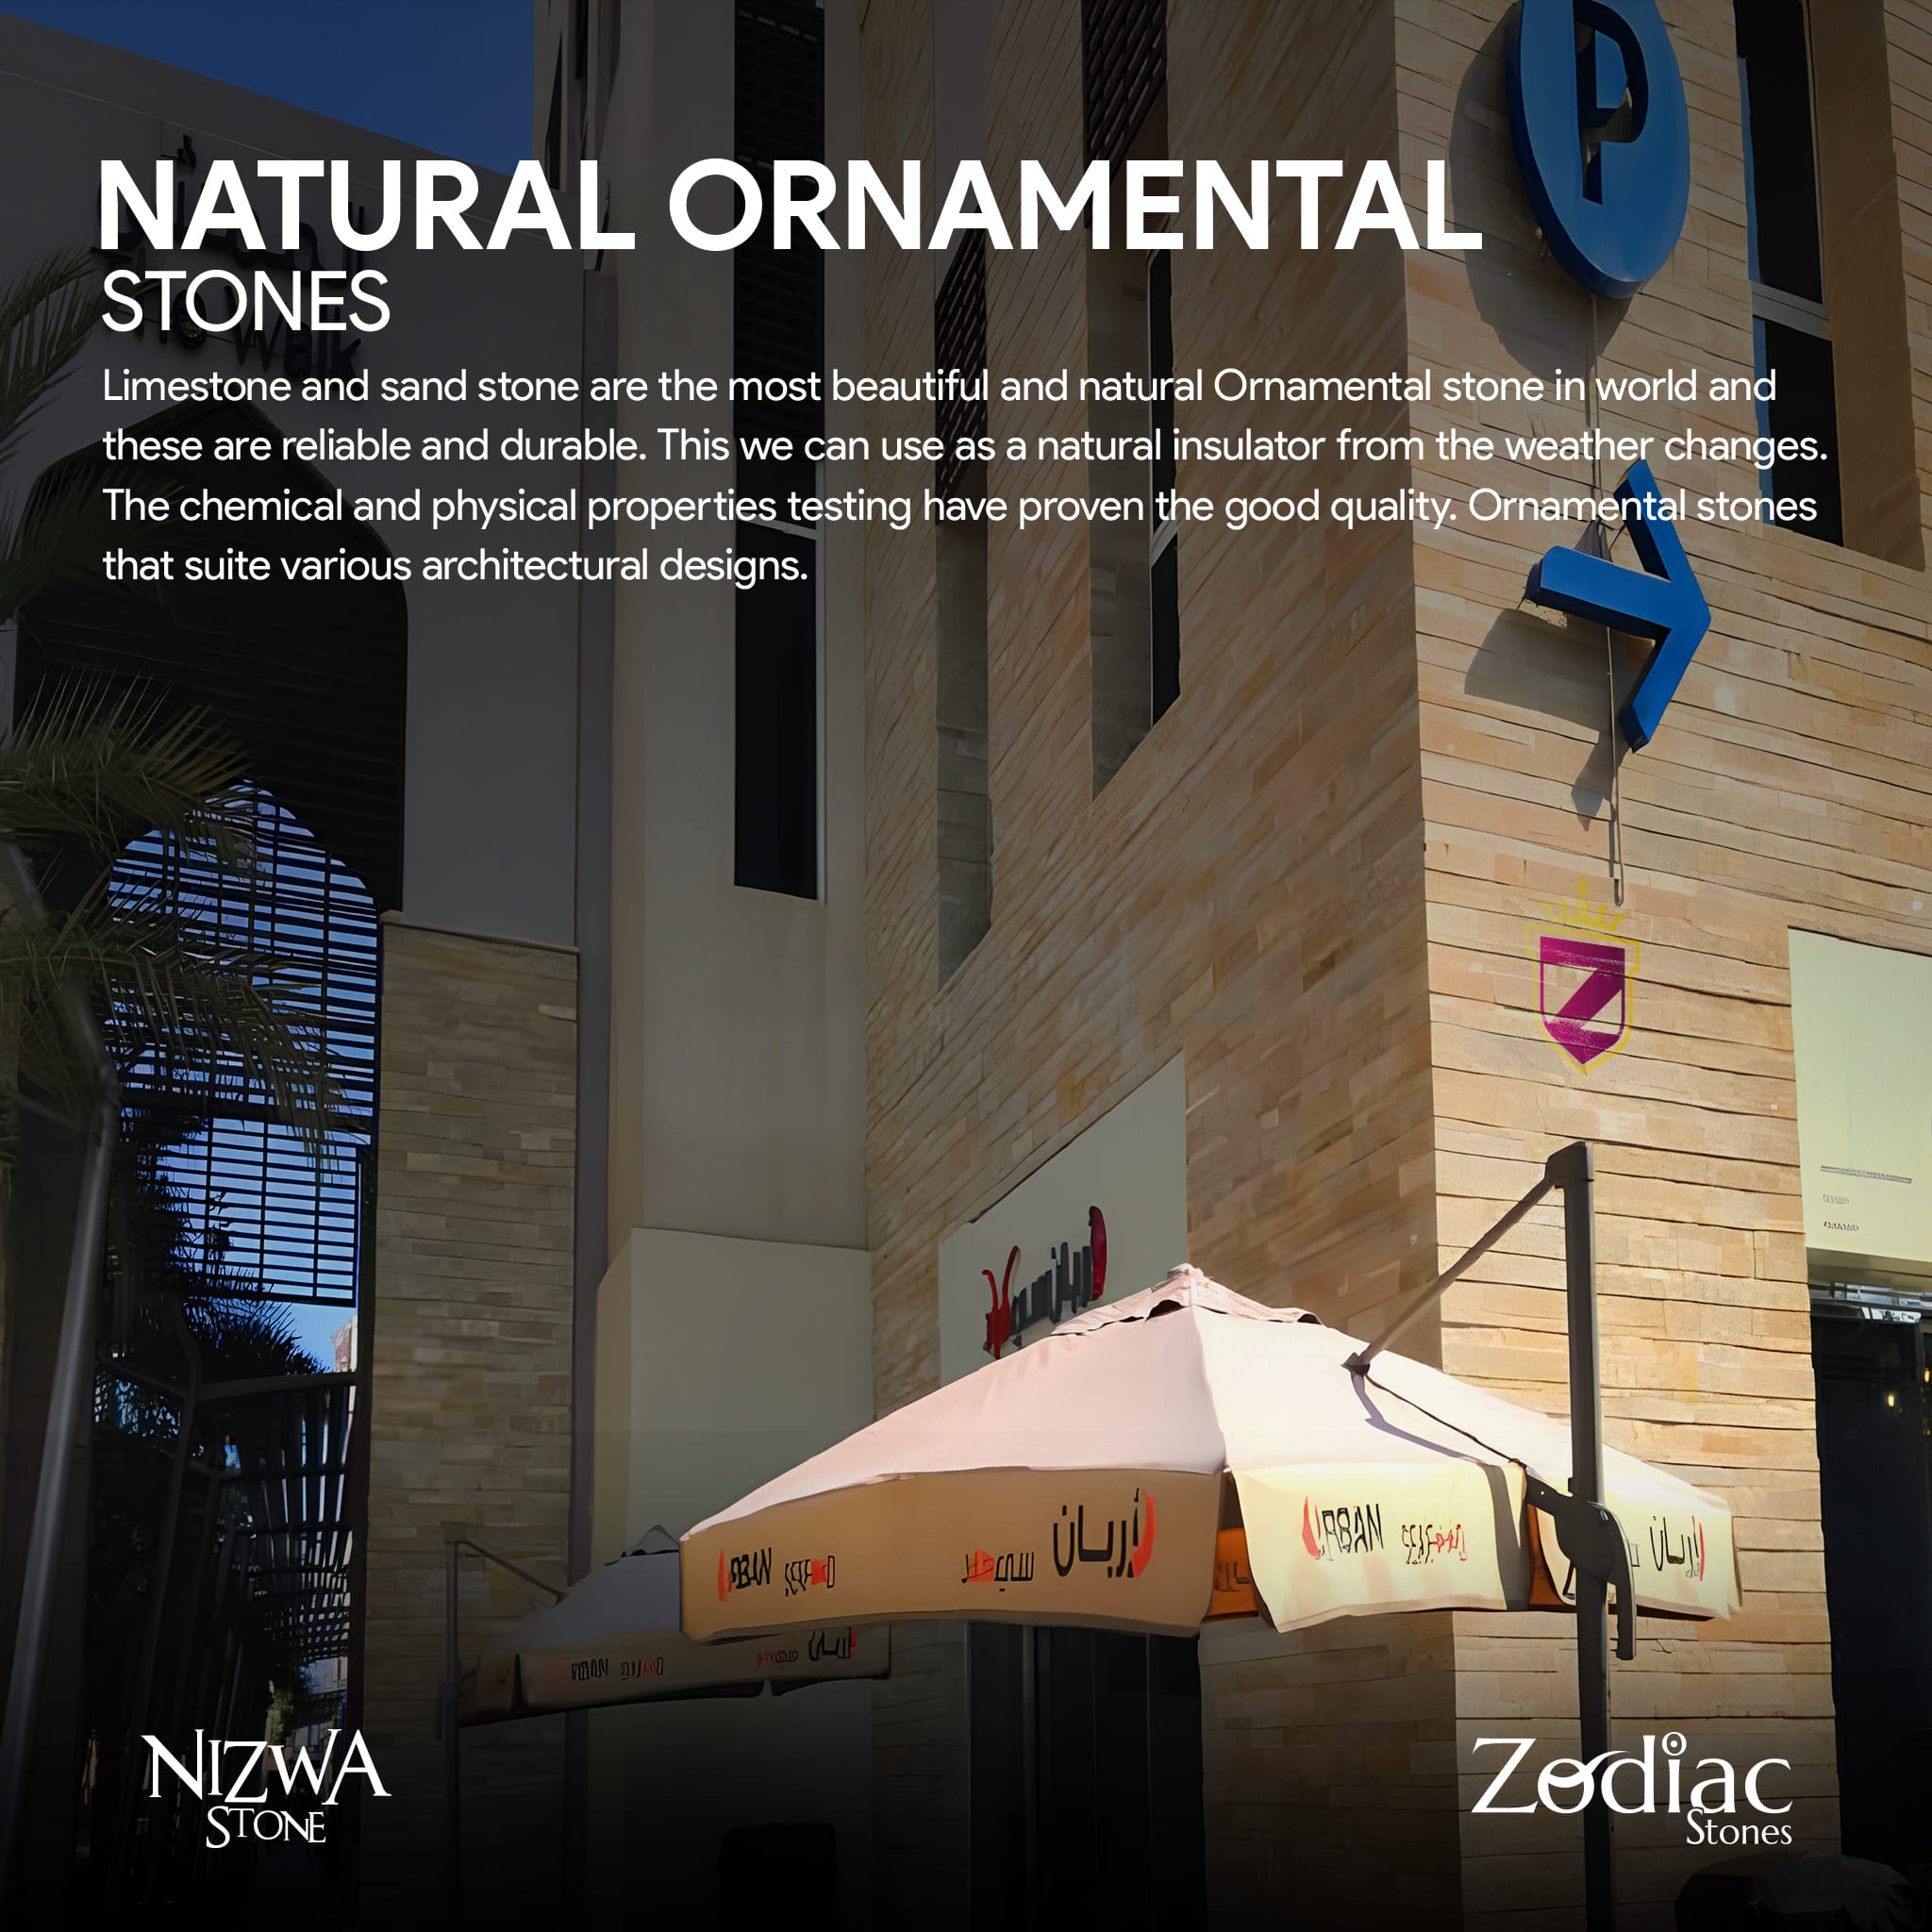 NATURAL ORNAMENTAL
STONES
Limestone and sand stone are the most beautiful and natural Ornamental stone in world and
these are reliable and durable. This we can use as a natural insulator from the weather changes.
The chemical and physical properties testing have proven the good quality. Ornamental stones
that suite various architectural designs.
P
Walk
Z
أربان
URBAN
أربان
NIZWA
STONE
Zodiac
Stones